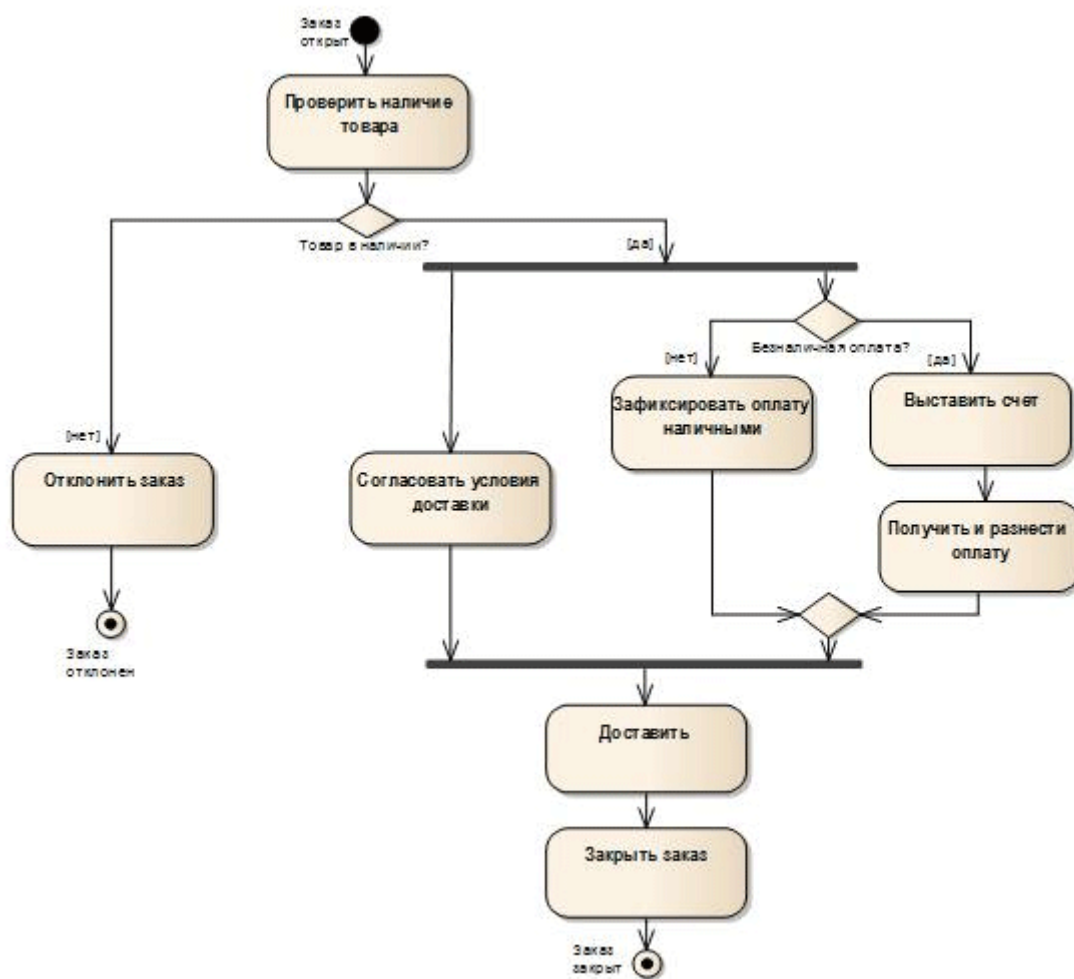 Заказ
открыт
Проверить наличие
товара
Товар в наличии?
[да]
Безналичная оплата?
[нет]
[да]
Зафиксировать оплату
наличными
Выставить счет
[нет]
Отклонить заказ
Согласовать условия
доставки
Получить и разнести
оплату
Заказ
отклонен
Доставить
Закрыть заказ
Заказ
закрыт